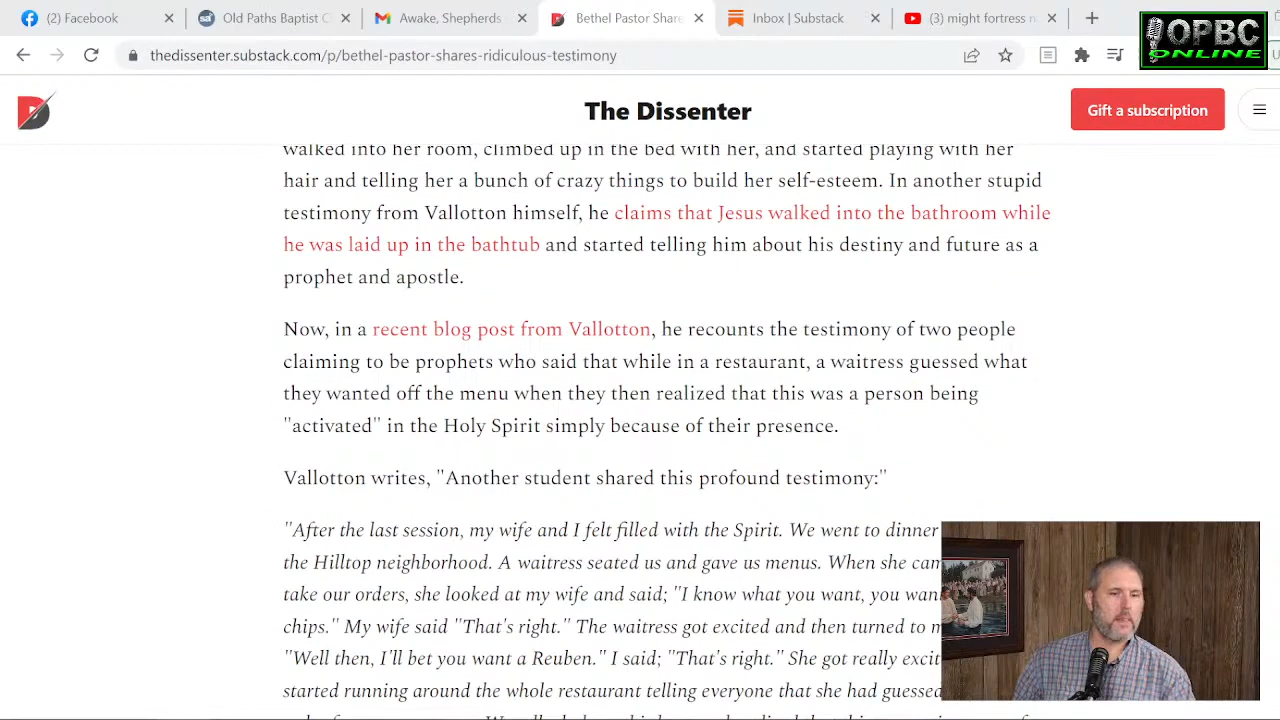 (2) Facebook
Old Paths Baptist C
Awake, Shepherds
Bethel Pastor Share
Inbox | Substack
(3) might fortress n
OPBC
ONLINE
thedissenter.substack.com/p/bethel-pastor-shares-ridiculous-testimony
The Dissenter
Gift a subscription
walked into her room, climbed up in the bed with her, and started playing with her
hair and telling her a bunch of crazy things to build her self-esteem. In another stupid
testimony from Vallotton himself, he claims that Jesus walked into the bathroom while
he was laid up in the bathtub and started telling him about his destiny and future as a
prophet and apostle.
Now, in a recent blog post from Vallotton, he recounts the testimony of two people
claiming to be prophets who said that while in a restaurant, a waitress guessed what
they wanted off the menu when they then realized that this was a person being
"activated" in the Holy Spirit simply because of their presence.
Vallotton writes, "Another student shared this profound testimony:"
"After the last session, my wife and I felt filled with the Spirit. We went to dinner
the Hilltop neighborhood. A waitress seated us and gave us menus. When she cam
take our orders, she looked at my wife and said; "I know what you want, you want
chips." My wife said "That's right." The waitress got excited and then turned to m
"Well then, I'll bet you want a Reuben." I said; "That's right." She got really excit
started running around the whole restaurant telling everyone that she had guessed